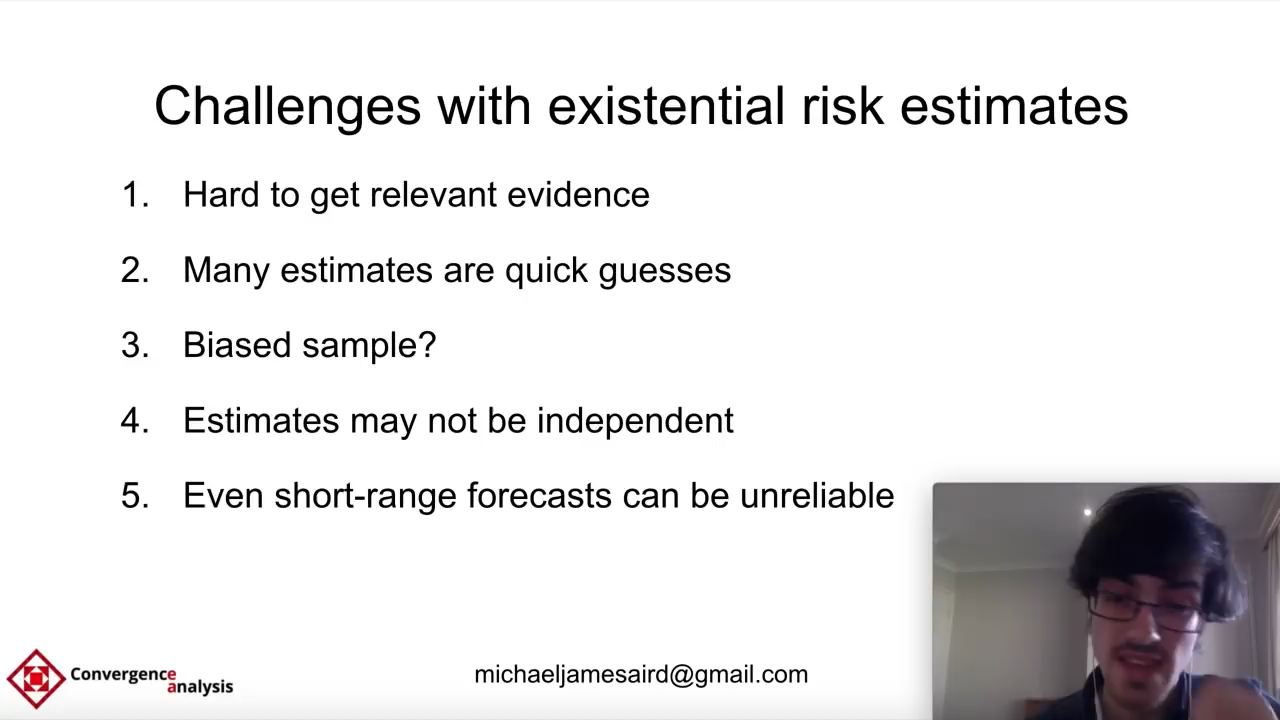 Challenges with existential risk estimates
1. Hard to get relevant evidence
2. Many estimates are quick guesses
3. Biased sample?
4. Estimates may not be independent
5. Even short-range forecasts can be unreliable
Convergence
analysis
michaeljamesaird@gmail.com